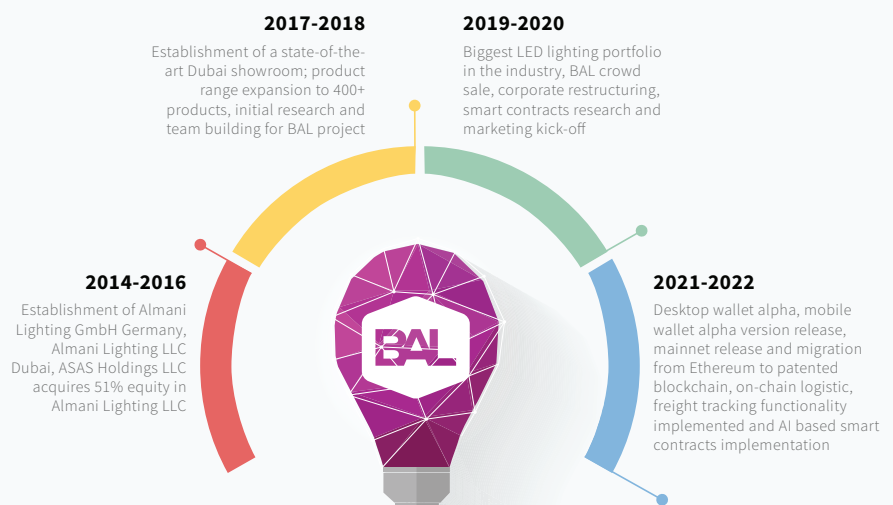 2017-2018
Establishment of a state-of-the-
art Dubai showroom; product
range expansion to 400+
products, initial research and
team building for BAL project
2019-2020
Biggest LED lighting portfolio
in the industry, BAL crowd
sale, corporate restructuring,
smart contracts research and
marketing kick-off
2014-2016
Establishment of Almani
Lighting GmbH Germany,
Almani Lighting LLC
Dubai, ASAS Holdings LLC
acquires 51% equity in
Almani Lighting LLC
BAL
2021-2022
Desktop wallet alpha, mobile
wallet alpha version release,
mainnet release and migration
from Ethereum to patented
blockchain, on-chain logistic,
freight tracking functionality
implemented and AI based smart
contracts implementation